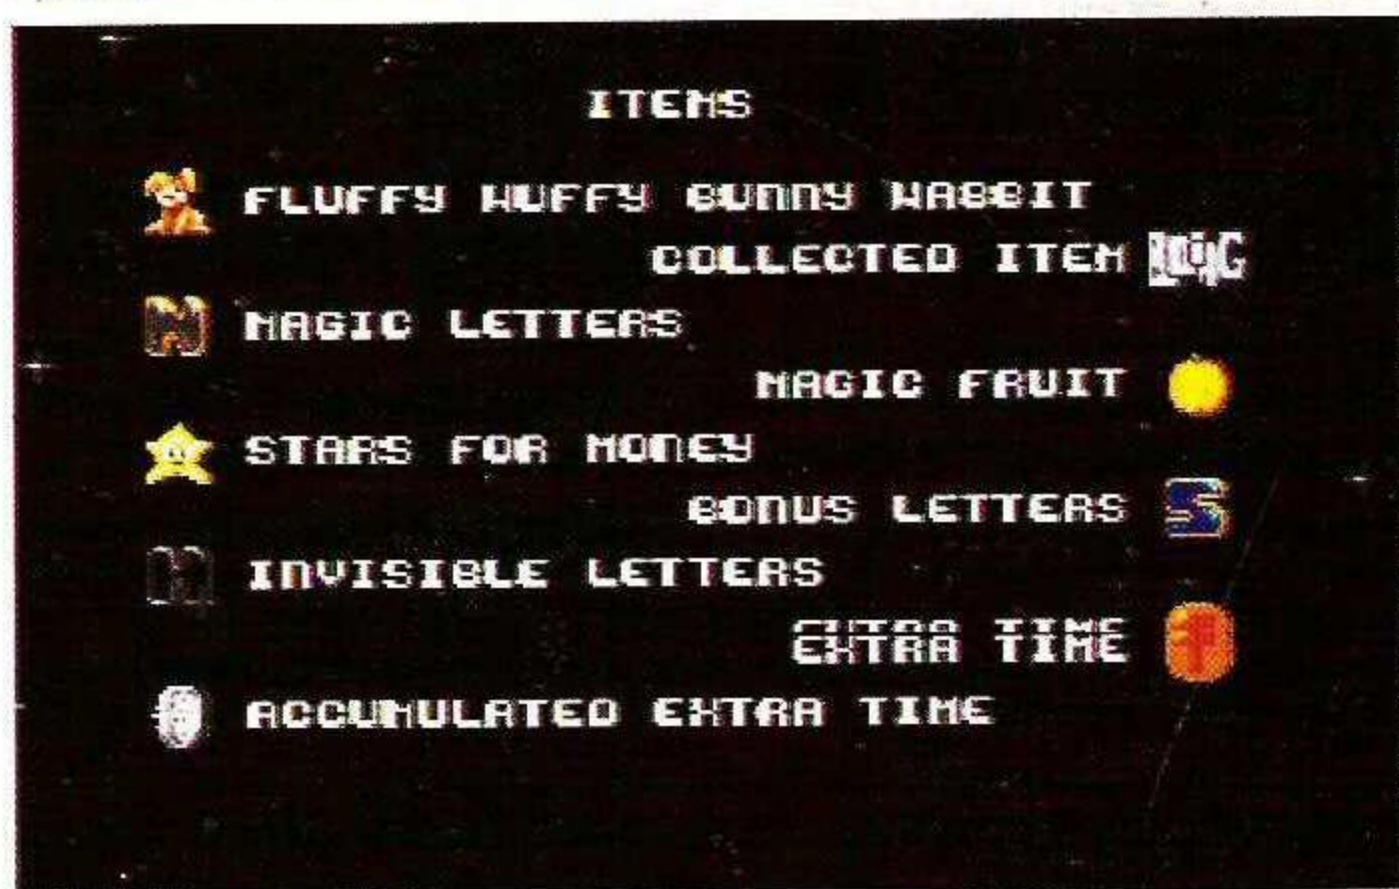 ITEMS
FLUFFY WUFFY BUNNY WABBIT
COLLECTED ITEM
MAGIC LETTERS
MAGIC FRUIT
STARS FOR MONEY
BONUS LETTERS
S
INVISIBLE LETTERS
EXTRA TIME
ACCUMULATED EXTRA TIME